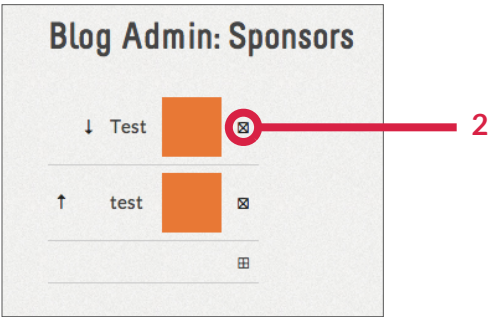 Blog Admin: Sponsors
↓ Test ⊠ 2
↑ test ⊠
⊞